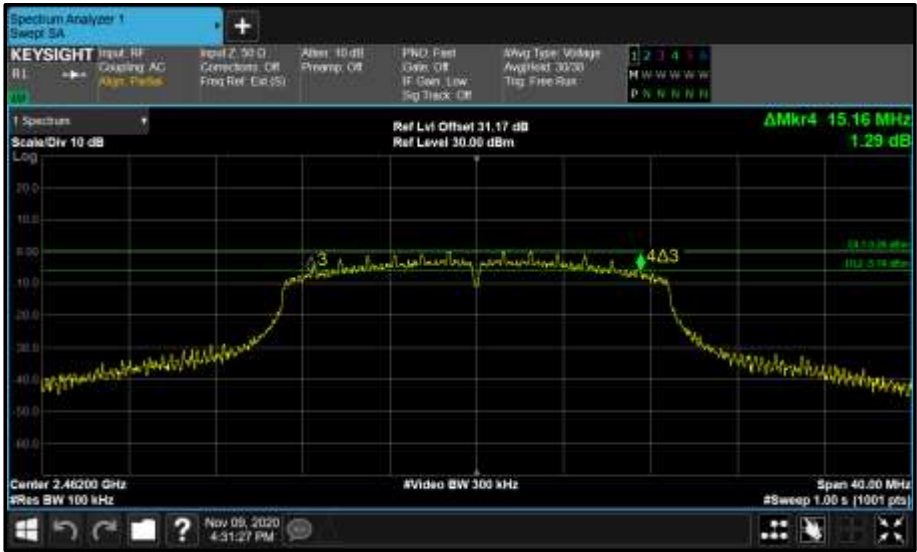 Spectrum Analyzer 1
Swept SA
+
KEYSIGHT
Input: RF
Coupling: AC
Align: Partial
Input Z: 50 Ω
Corrections: Off
Freq Ref: Ext (S)
Atten: 10 dB
Preamp: Off
PNO: Fast
Gate: Off
IF Gain: Low
Sig Track: Off
#Avg Type: Voltage
Avg|Hold: 30/30
Trig: Free Run
1 2 3 4 5 6
M W W W W W
P N N N N N
1 Spectrum
Scale/Div 10 dB
Log
Ref Lvl Offset 31.17 dB
Ref Level 30.00 dBm
ΔMkr4 15.16 MHz
1.29 dB
20.0
10.0
0.00
3
4Δ3
-10.0
-20.0
-30.0
-40.0
-50.0
-60.0
Center 2.46200 GHz
#Res BW 100 kHz
#Video BW 300 kHz
Span 40.00 MHz
#Sweep 1.00 s (1001 pts)
?
Nov 09, 2020
4:31:27 PM